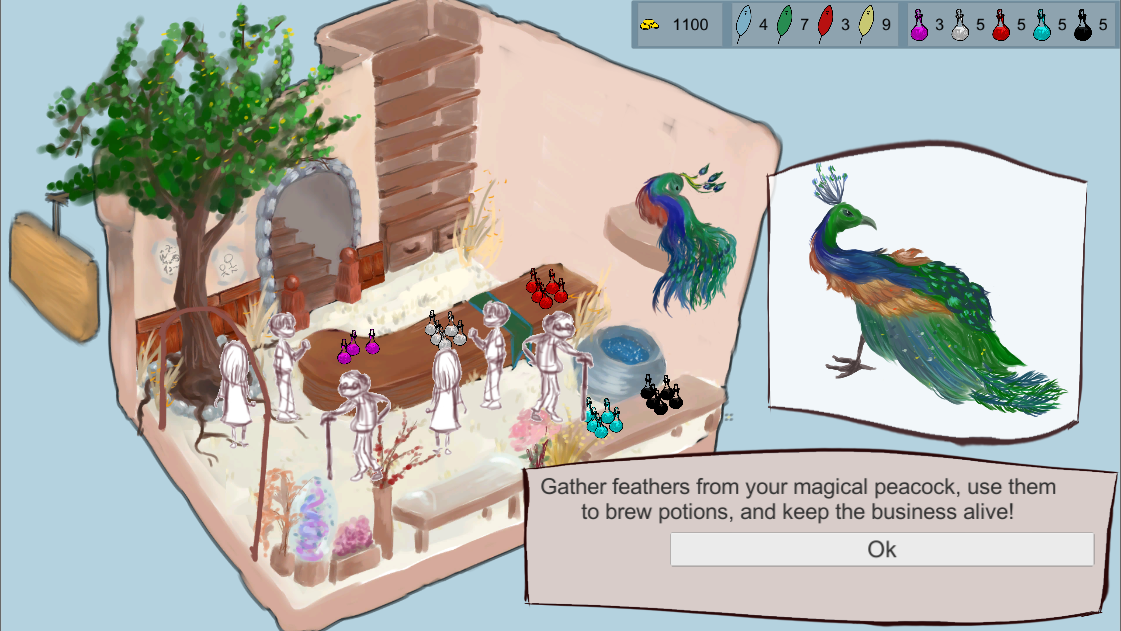 1100 4 7 3 9 3 5 5 5 5
Gather feathers from your magical peacock, use them
to brew potions, and keep the business alive!
Ok